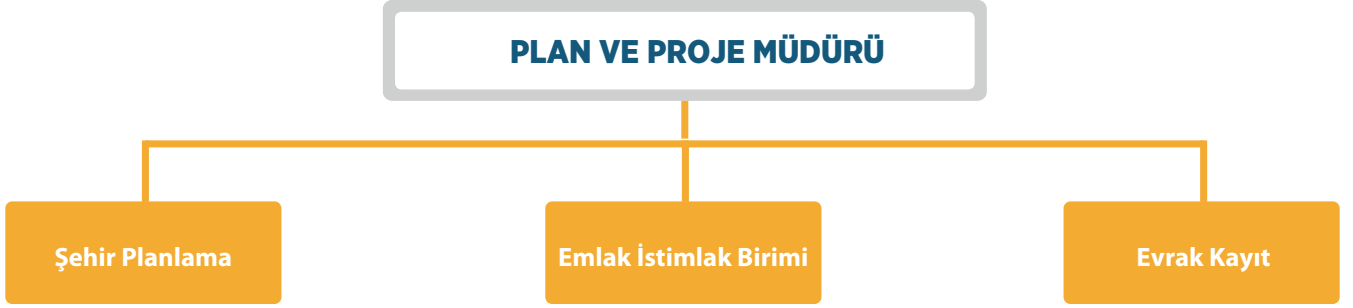 PLAN VE PROJE MÜDÜRÜ
Şehir Planlama
Emlak İstimlak Birimi
Evrak Kayıt